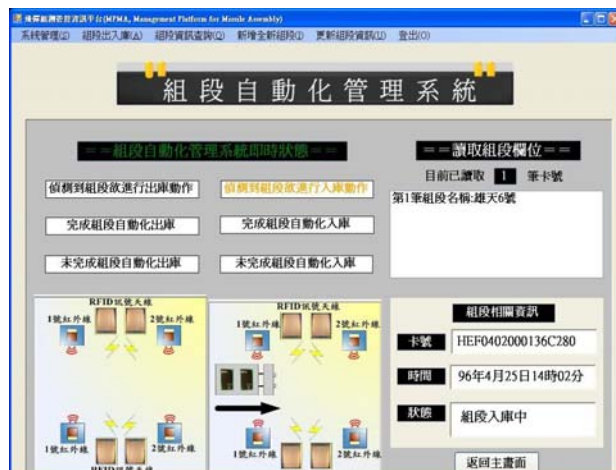 飛彈組測管控資訊平台(MPMA, Management Platform for Missile Assembly)
系統管理(S) 組段出入庫(A) 組段資訊查詢(Q) 新增全新組段(I) 更新組段資訊(U) 登出(O)
組段自動化管理系統
==組段自動化管理系統即時狀態==
偵測到組段欲進行出庫動作 偵測到組段欲進行入庫動作
完成組段自動化出庫 完成組段自動化入庫
未完成組段自動化出庫 未完成組段自動化入庫
==讀取組段欄位==
目前已讀取 1 筆卡號
第1筆組段名稱:雄天6號
RFID訊號天線
1號紅外線 2號紅外線
1號紅外線 2號紅外線
RFID訊號天線
RFID訊號天線
1號紅外線 2號紅外線
1號紅外線 2號紅外線
組段相關資訊
卡號 HEF0402000136C280
時間 96年4月25日14時02分
狀態 組段入庫中
返回主畫面